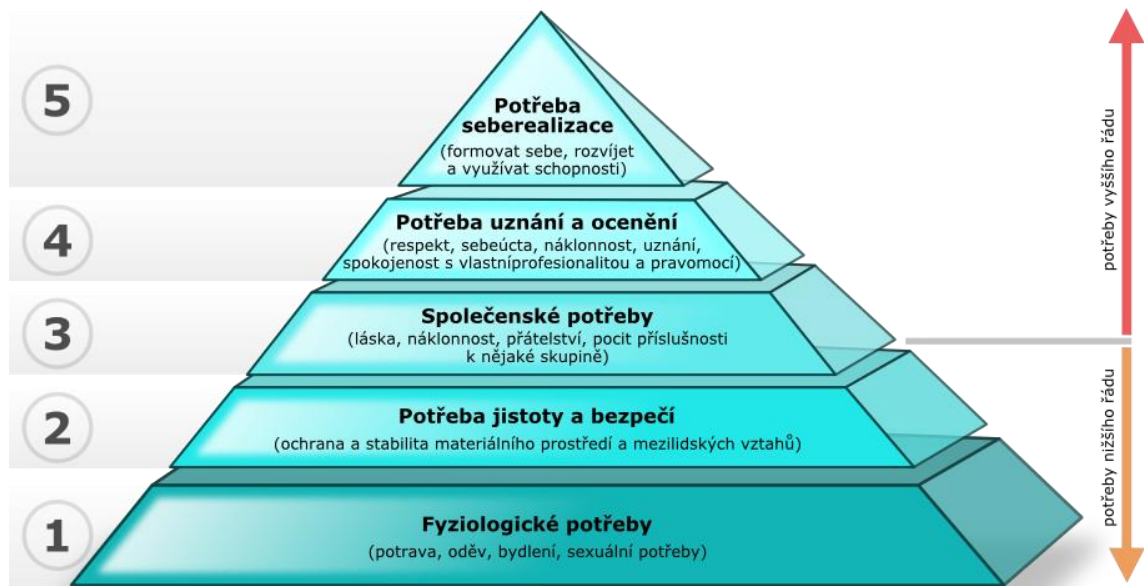 5
Potřeba
seberealizace
(formovat sebe, rozvíjet
a využívat schopnosti)
4
Potřeba uznání a ocenění
(respekt, sebeúcta, náklonnost, uznání,
spokojenost s vlastníprofesionalitou a pravomocí)
3
Společenské potřeby
(láska, náklonnost, přátelství, pocit příslušnosti
k nějaké skupině)
2
Potřeba jistoty a bezpečí
(ochrana a stabilita materiálního prostředí a mezilidských vztahů)
1
Fyziologické potřeby
(potrava, oděv, bydlení, sexuální potřeby)
potřeby vyššího řádu
potřeby nižšího řádu